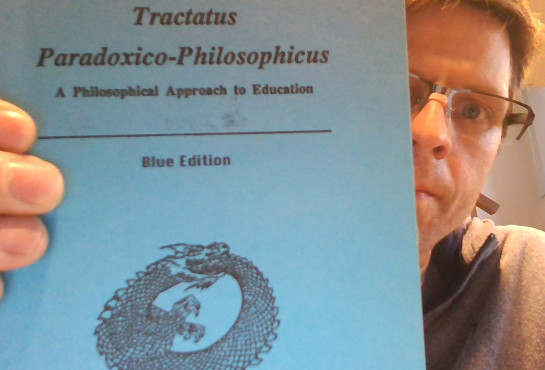 Tractatus
Paradoxico-Philosophicus
A Philosophical Approach to Education
Blue Edition